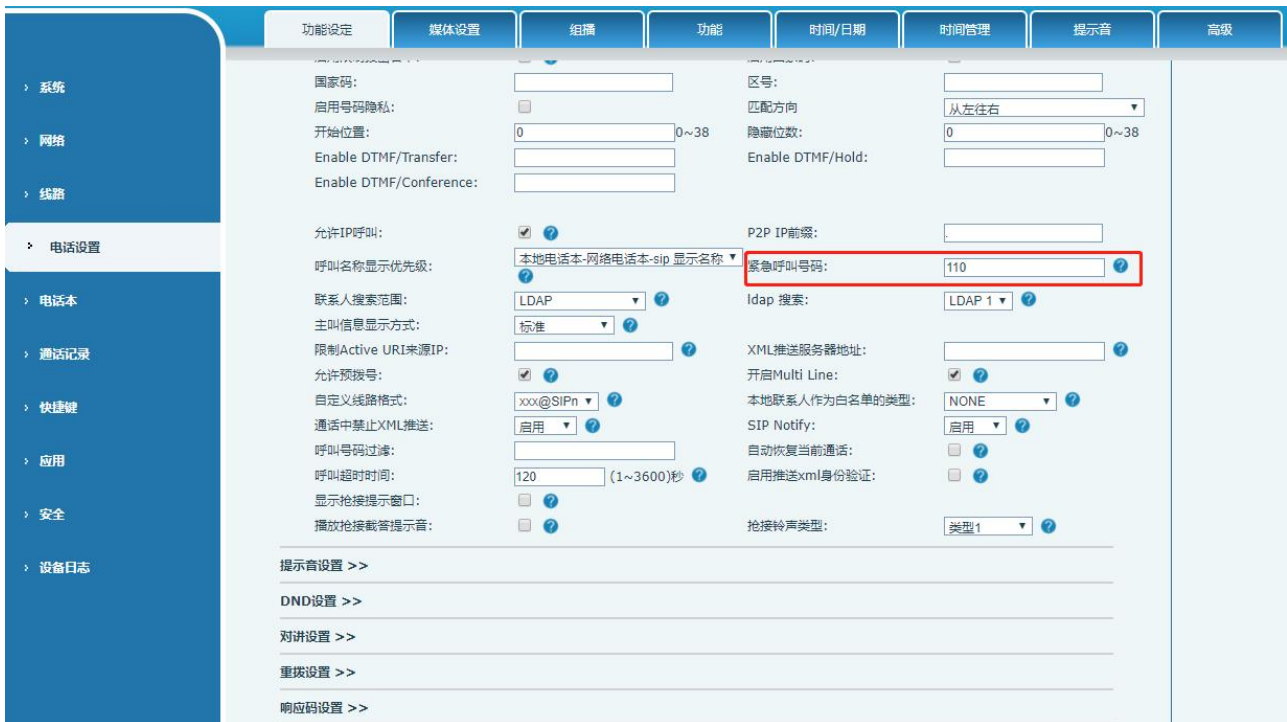 功能设定 媒体设置 组播 功能 时间/日期 时间管理 提示音 高级
系统
网络
线路
电话设置
电话本
通话记录
快捷键
应用
安全
设备日志
国家码: 区号:
启用号码隐私: 匹配方向 从左往右
开始位置: 0 0~38 隐藏位数: 0 0~38
Enable DTMF/Transfer: Enable DTMF/Hold:
Enable DTMF/Conference:
允许IP呼叫: P2P IP前缀: .
呼叫名称显示优先级: 本地电话本-网络电话本-sip 显示名称 紧急呼叫号码: 110
联系人搜索范围: LDAP ldap 搜索: LDAP 1
主叫信息显示方式: 标准
限制Active URI来源IP: XML推送服务器地址:
允许预拨号: 开启Multi Line:
自定义线路格式: xxx@SIPn 本地联系人作为白名单的类型: NONE
通话中禁止XML推送: 启用 SIP Notify: 启用
呼叫号码过滤: 自动恢复当前通话:
呼叫超时时间: 120 (1~3600)秒 启用推送xml身份验证:
显示抢接提示窗口:
播放抢接截答提示音: 抢接铃声类型: 类型1
提示音设置 >>
DND设置 >>
对讲设置 >>
重拨设置 >>
响应码设置 >>